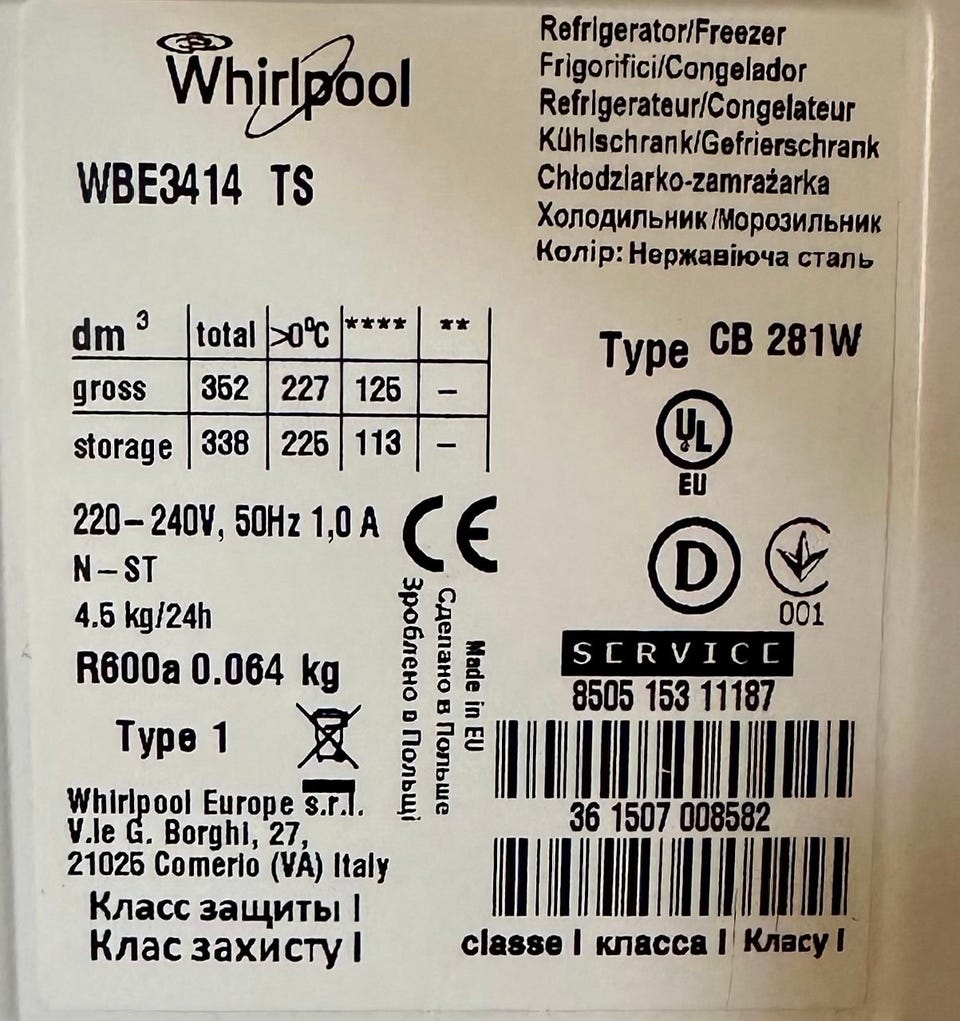 Whirlpool
WBE3414 TS
Refrigerator/Freezer
Frigorifici/Congelador
Refrigerateur/Congelateur
Kühlschrank/Gefrierschrank
Chłodziarko-zamrażarka
Холодильник/Морозильник
Колір: Нержавіюча сталь
dm³ total >0°C **** **
gross 352 227 125 –
storage 338 225 113 –
Type CB 281W
UL
EU
220–240V, 50Hz 1,0 A
CE
N–ST
4.5 kg/24h
R600a 0.064 kg
Type 1
D
001
Зроблено в Польщі
Сделано в Польше
Made in EU
SERVICE
8505 153 11187
36 1507 008582
Whirlpool Europe s.r.l.
V.le G. Borghi, 27,
21025 Comerio (VA) Italy
Класс защиты I
Клас захисту I
classe I класса I Класу I